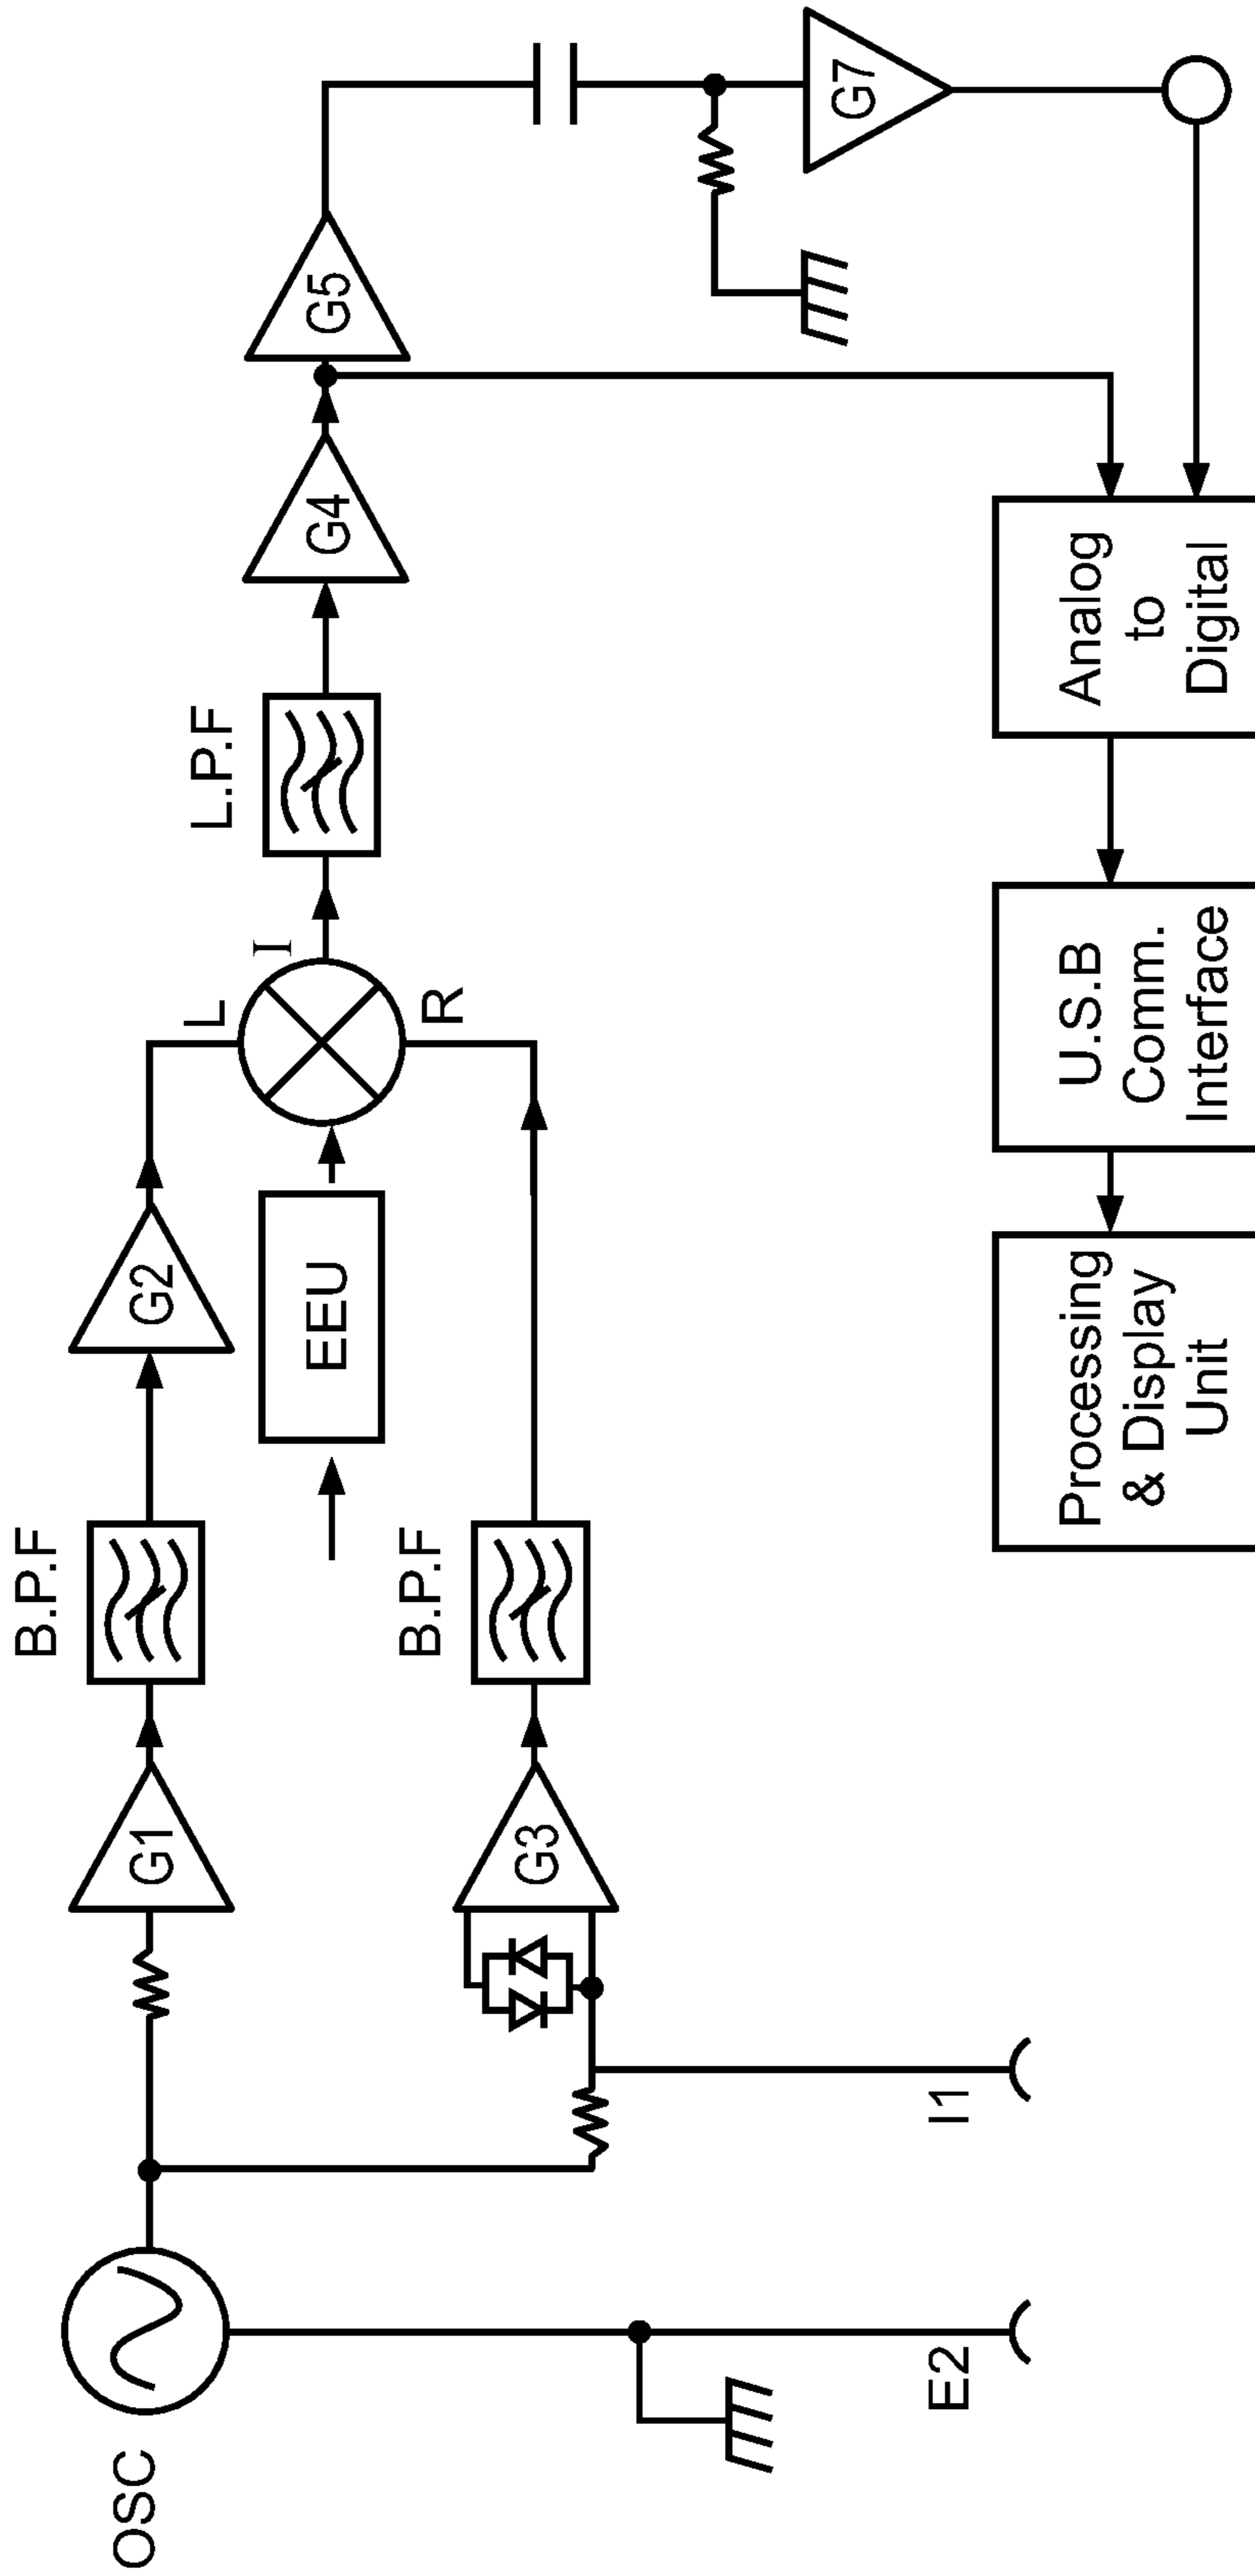 OSC
G1
B.P.F
G2
L
I
R
EEU
L.P.F
G4
G5
G3
B.P.F
G7
E2
I1
Processing
& Display
Unit
U.S.B
Comm.
Interface
Analog
to
Digital